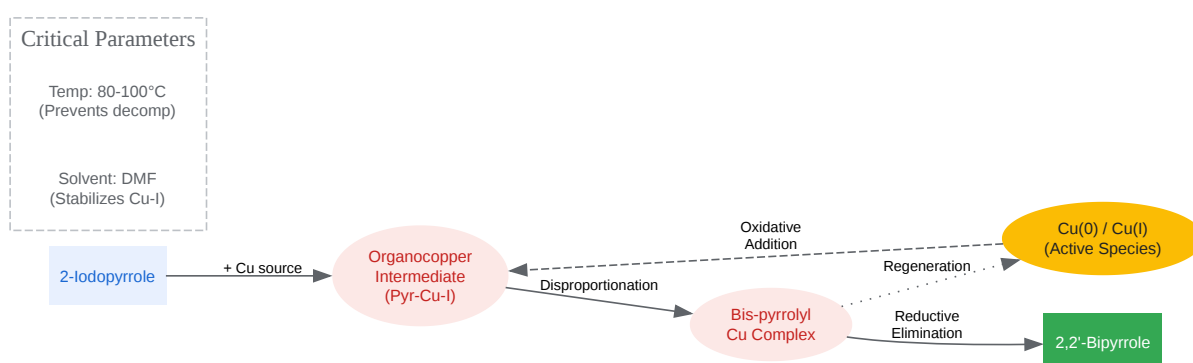 Critical Parameters
Temp: 80-100°C
(Prevents decomp)
Solvent: DMF
(Stabilizes Cu-I)
2-Iodopyrrole
+ Cu source
Organocopper
Intermediate
(Pyr-Cu-I)
Disproportionation
Oxidative
Addition
Bis-pyrrolyl
Cu Complex
Regeneration
Cu(0) / Cu(I)
(Active Species)
Reductive
Elimination
2,2'-Bipyrrole